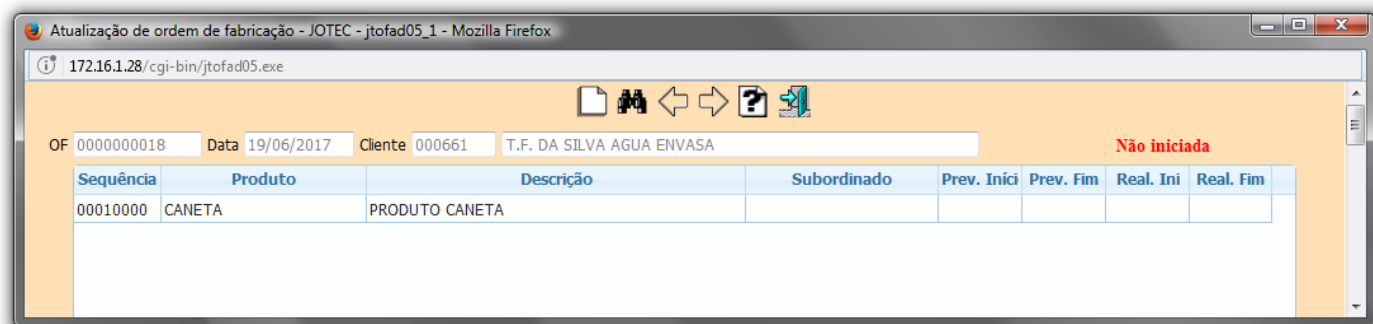 Atualização de ordem de fabricação - JOTEC - jtofad05_1 - Mozilla Firefox
172.16.1.28/cgi-bin/jtofad05.exe
OF 0000000018 Data 19/06/2017 Cliente 000661 T.F. DA SILVA AGUA ENVASA Não iniciada
Sequência Produto Descrição Subordinado Prev. Iníci Prev. Fim Real. Ini Real. Fim
00010000 CANETA PRODUTO CANETA